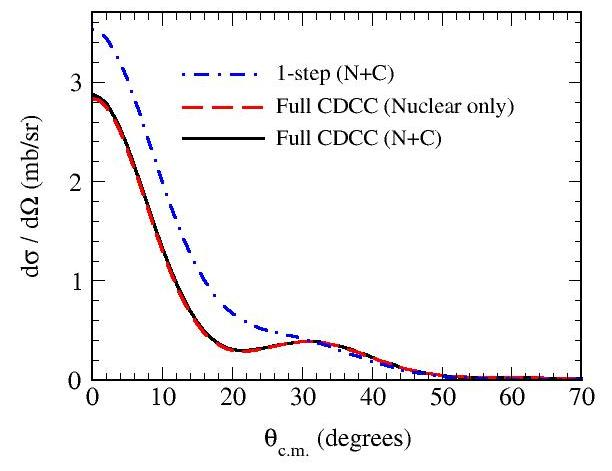 1-step (N+C)
Full CDCC (Nuclear only)
Full CDCC (N+C)
dσ / dΩ (mb/sr)
3
2
1
0
0 10 20 30 40 50 60 70
θc.m. (degrees)